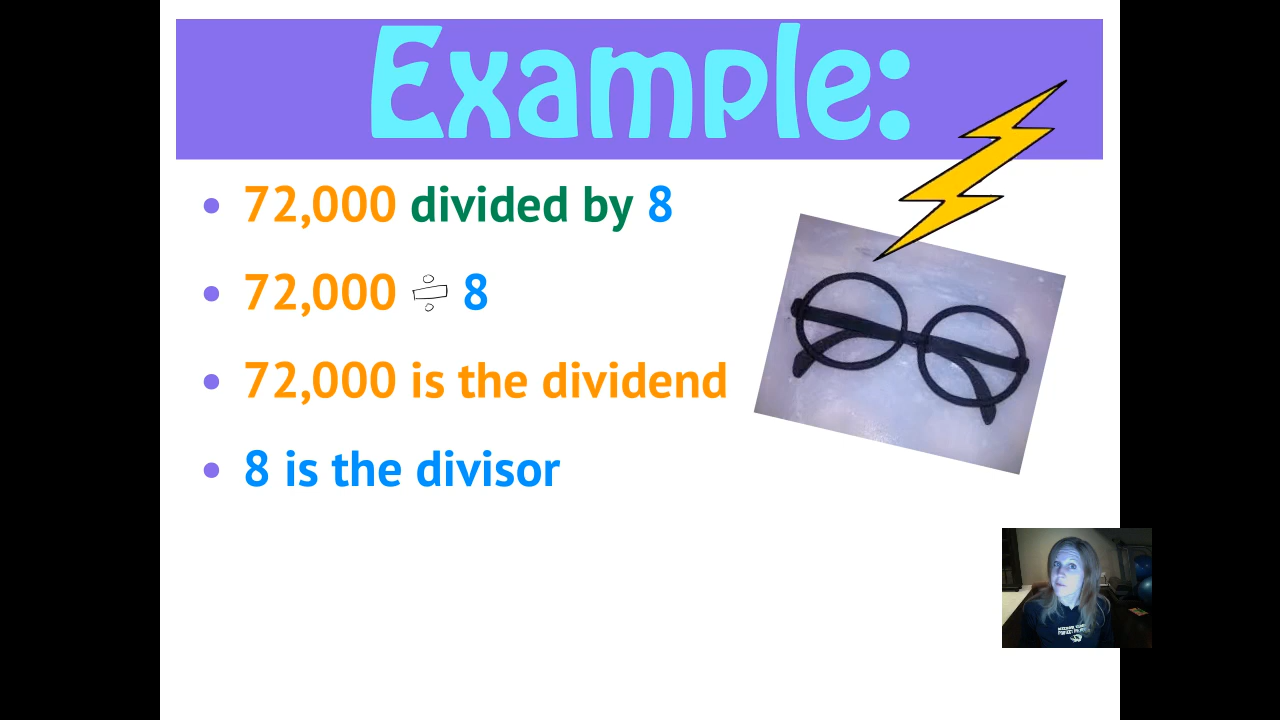 Example:
72,000 divided by 8
72,000 ÷ 8
72,000 is the dividend
8 is the divisor